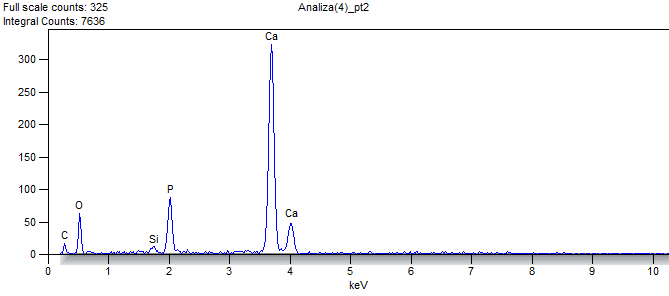 Full scale counts: 325
Analiza(4)_pt2
Integral Counts: 7636
Ca
300
250
200
150
100
50
0
P
O
Ca
C
Si
0 1 2 3 4 5 6 7 8 9 10
keV